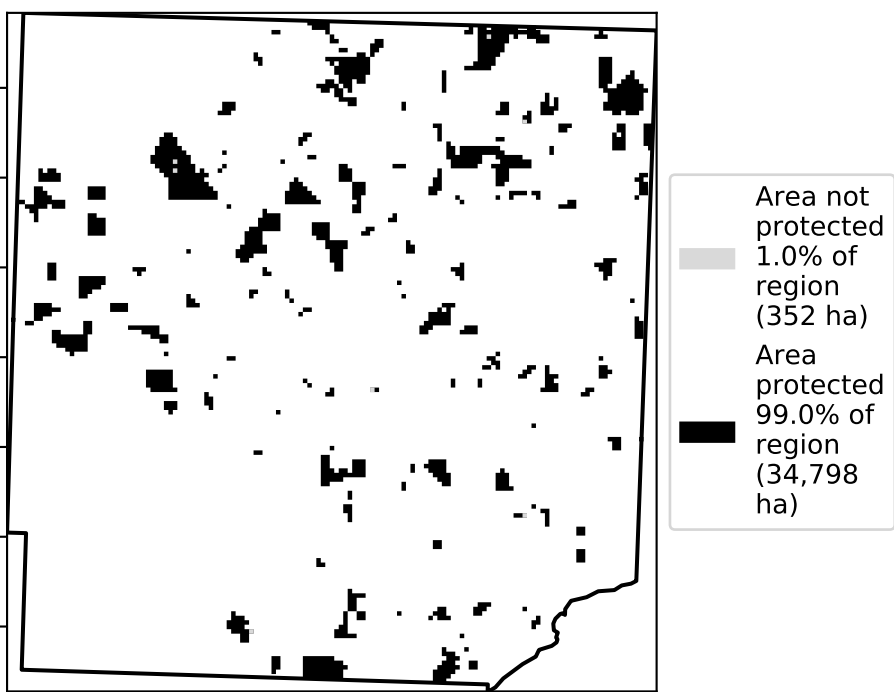 Area not
protected
1.0% of
region
(352 ha)
Area
protected
99.0% of
region
(34,798
ha)